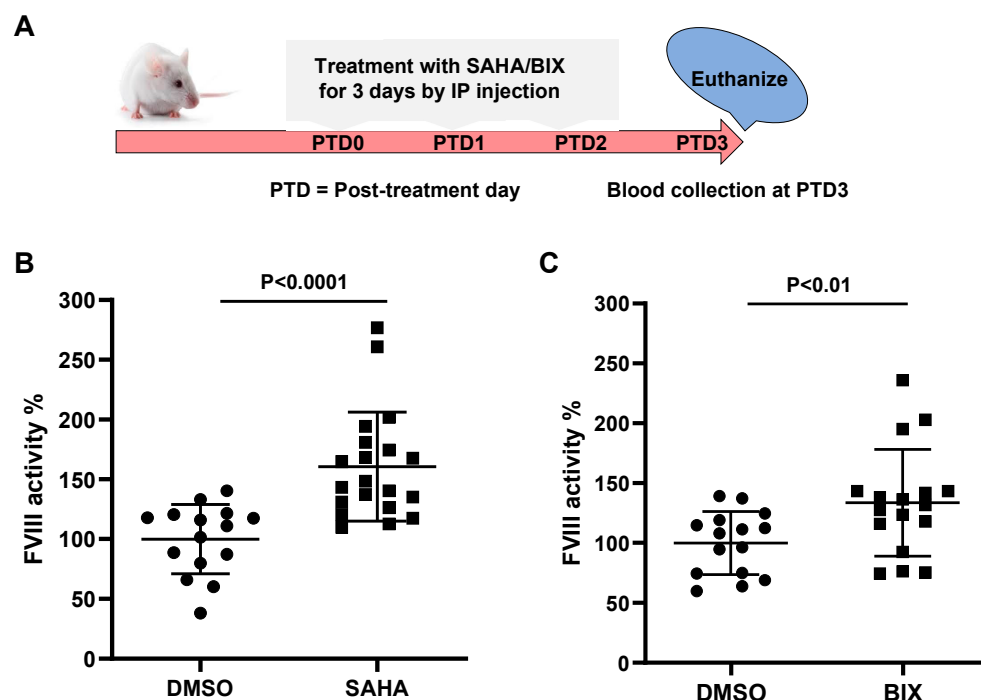 A
Treatment with SAHA/BIX
for 3 days by IP injection
Euthanize
PTD0 PTD1 PTD2 PTD3
PTD = Post-treatment day Blood collection at PTD3
B
P<0.0001
FVIII activity %
300
250
200
150
100
50
0
DMSO SAHA
C
P<0.01
FVIII activity %
300
250
200
150
100
50
0
DMSO BIX